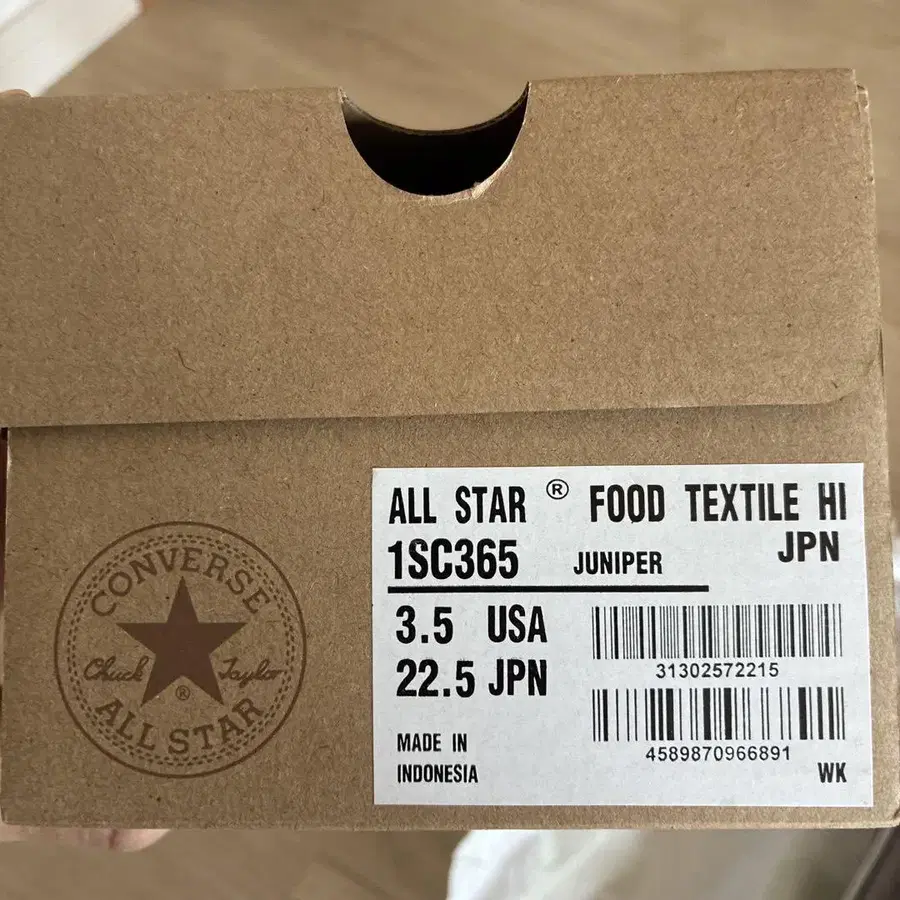 CONVERSE
Chuck Taylor
®
ALL STAR
ALL STAR ® FOOD TEXTILE HI
1SC365 JUNIPER JPN
3.5 USA
22.5 JPN
31302572215
4589870966891
MADE IN
INDONESIA
WK